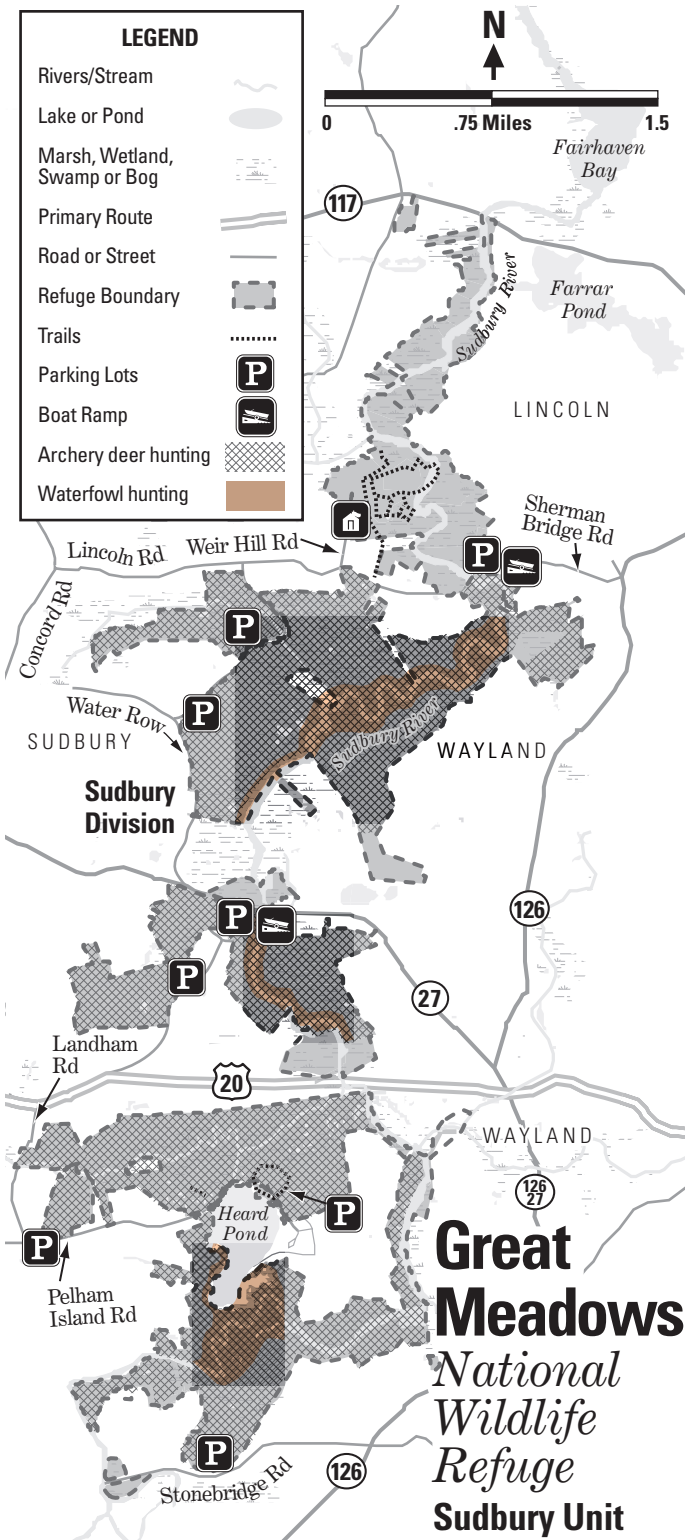 LEGEND
Rivers/Stream
Lake or Pond
Marsh, Wetland,
Swamp or Bog
Primary Route
Road or Street
Refuge Boundary
Trails
Parking Lots
P
Boat Ramp
Archery deer hunting
Waterfowl hunting
N
0
.75 Miles
1.5
Fairhaven
Bay
117
Farrar
Pond
Sudbury River
LINCOLN
Sherman
Bridge Rd
Lincoln Rd
Weir Hill Rd
P
Concord Rd
P
Water Row
P
SUDBURY
Sudbury River
WAYLAND
Sudbury
Division
126
P
P
27
Landham
Rd
20
WAYLAND
126
27
Heard
Pond
P
P
Pelham
Island Rd
Great
Meadows
National
Wildlife
Refuge
Sudbury Unit
P
Stonebridge Rd
126